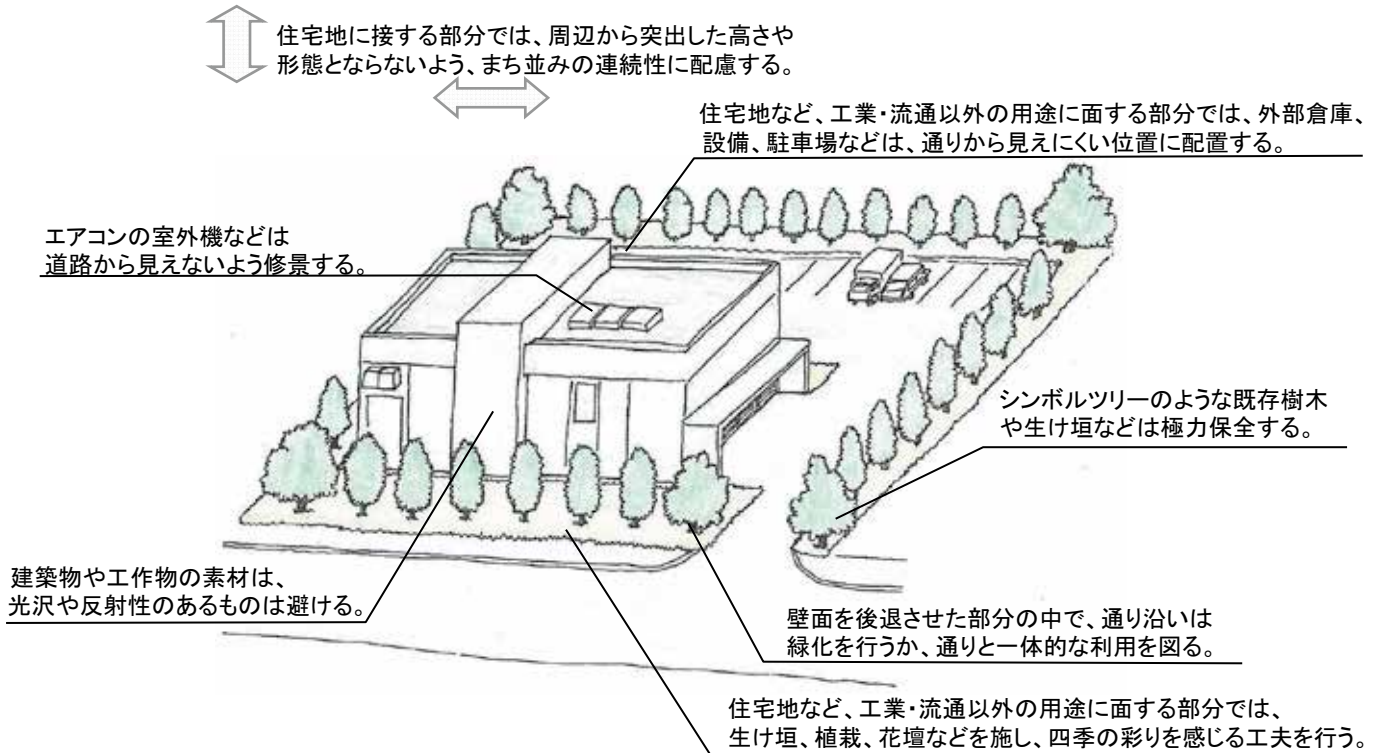 住宅地に接する部分では、周辺から突出した高さや
形態とならないよう、まち並みの連続性に配慮する。
住宅地など、工業・流通以外の用途に面する部分では、外部倉庫、
設備、駐車場などは、通りから見えにくい位置に配置する。
エアコンの室外機などは
道路から見えないよう修景する。
シンボルツリーのような既存樹木
や生け垣などは極力保全する。
建築物や工作物の素材は、
光沢や反射性のあるものは避ける。
壁面を後退させた部分の中で、通り沿いは
緑化を行うか、通りと一体的な利用を図る。
住宅地など、工業・流通以外の用途に面する部分では、
生け垣、植栽、花壇などを施し、四季の彩りを感じる工夫を行う。